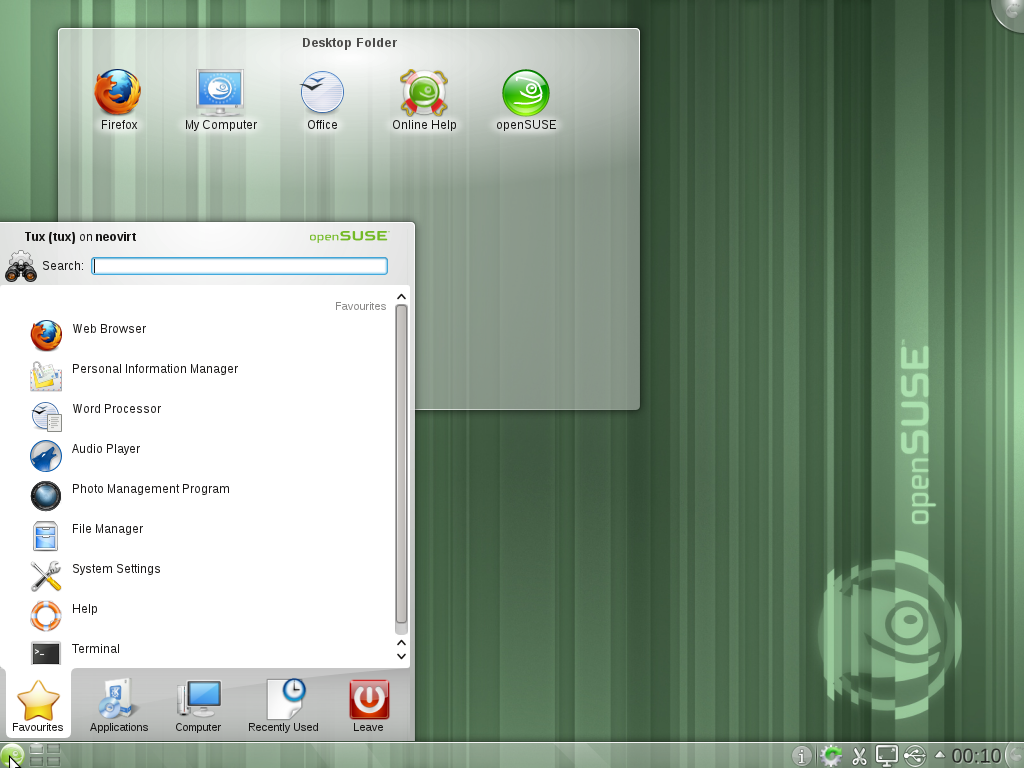 Desktop Folder
Firefox
My Computer
Office
Online Help
openSUSE
Tux (tux) on neovirt
openSUSE
Search:
Favourites
Web Browser
Personal Information Manager
Word Processor
Audio Player
Photo Management Program
File Manager
System Settings
Help
Terminal
Favourites
Applications
Computer
Recently Used
Leave
openSUSE
00:10